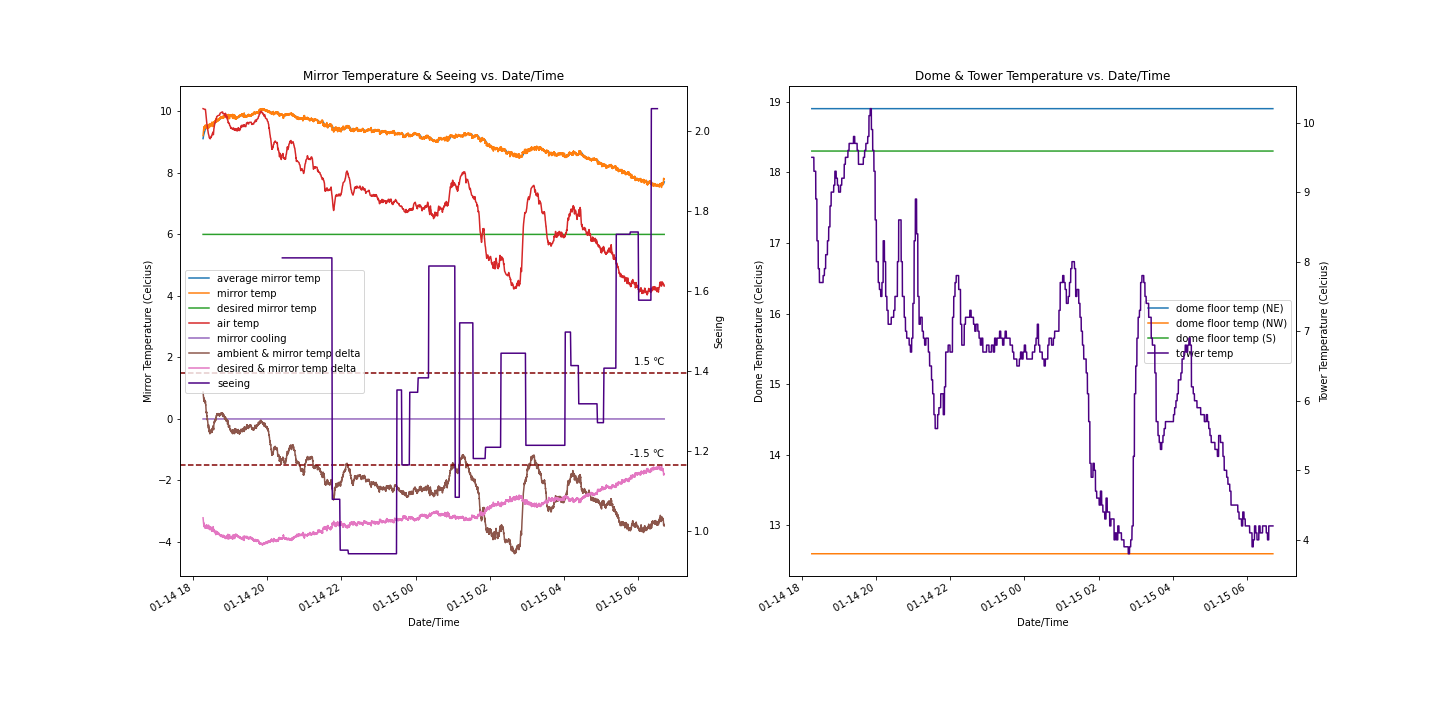 Mirror Temperature & Seeing vs. Date/Time
Mirror Temperature (Celcius)
10
8
6
4
2
0
−2
−4
average mirror temp
mirror temp
desired mirror temp
air temp
mirror cooling
ambient & mirror temp delta
desired & mirror temp delta
seeing
1.5 °C
-1.5 °C
2.0
1.8
1.6
1.4
1.2
1.0
Seeing
01-14 18
01-14 20
01-14 22
01-15 00
01-15 02
01-15 04
01-15 06
Date/Time
Dome & Tower Temperature vs. Date/Time
Dome Temperature (Celcius)
19
18
17
16
15
14
13
dome floor temp (NE)
dome floor temp (NW)
dome floor temp (S)
tower temp
10
9
8
7
6
5
4
Tower Temperature (Celcius)
01-14 18
01-14 20
01-14 22
01-15 00
01-15 02
01-15 04
01-15 06
Date/Time